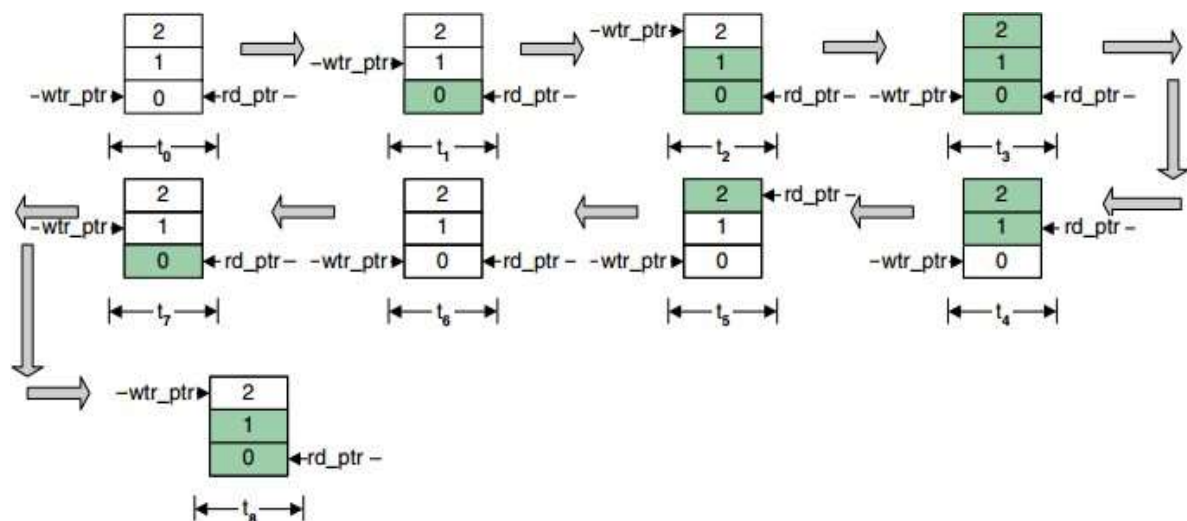 2
1
–wtr_ptr 0 rd_ptr –
t0
2
–wtr_ptr 1
0 rd_ptr –
t1
–wtr_ptr 2
1
0 rd_ptr –
t2
2
1
–wtr_ptr 0 rd_ptr –
t3
2
–wtr_ptr 1
0 rd_ptr –
t7
2
1
–wtr_ptr 0 rd_ptr –
t6
2 rd_ptr –
1
–wtr_ptr 0
t5
2
1 rd_ptr –
–wtr_ptr 0
t4
–wtr_ptr 2
1
0 rd_ptr –
t8